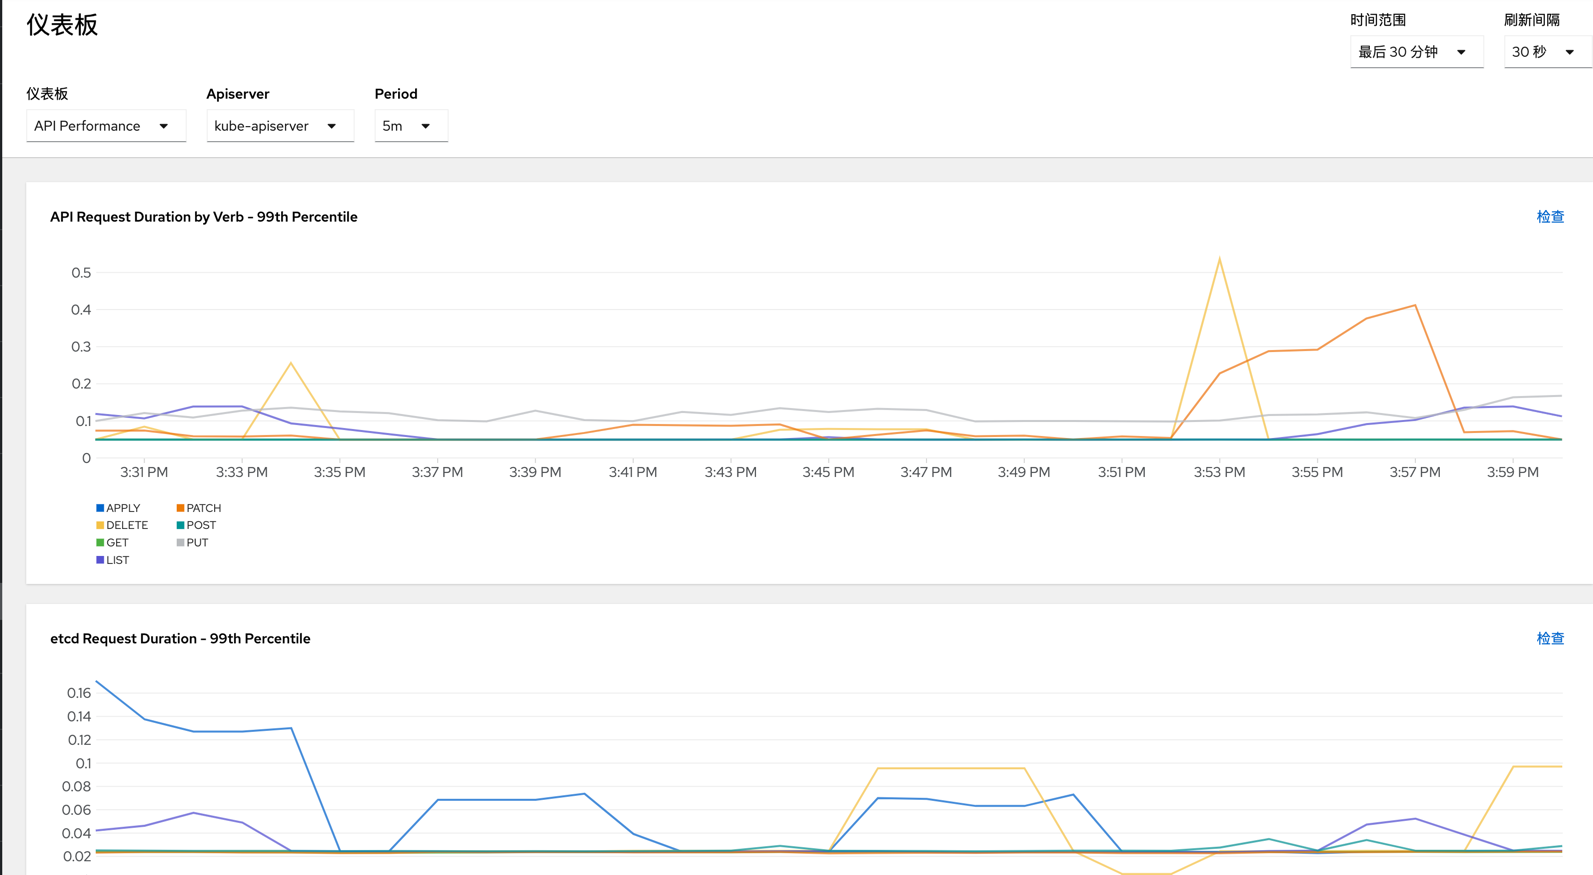 仪表板
时间范围
刷新间隔
最后 30 分钟
30 秒
仪表板
Apiserver
Period
API Performance
kube-apiserver
5m
API Request Duration by Verb - 99th Percentile
检查
0.5
0.4
0.3
0.2
0.1
0
3:31 PM 3:33 PM 3:35 PM 3:37 PM 3:39 PM 3:41 PM 3:43 PM 3:45 PM 3:47 PM 3:49 PM 3:51 PM 3:53 PM 3:55 PM 3:57 PM 3:59 PM
APPLY PATCH
DELETE POST
GET PUT
LIST
etcd Request Duration - 99th Percentile
检查
0.16
0.14
0.12
0.1
0.08
0.06
0.04
0.02